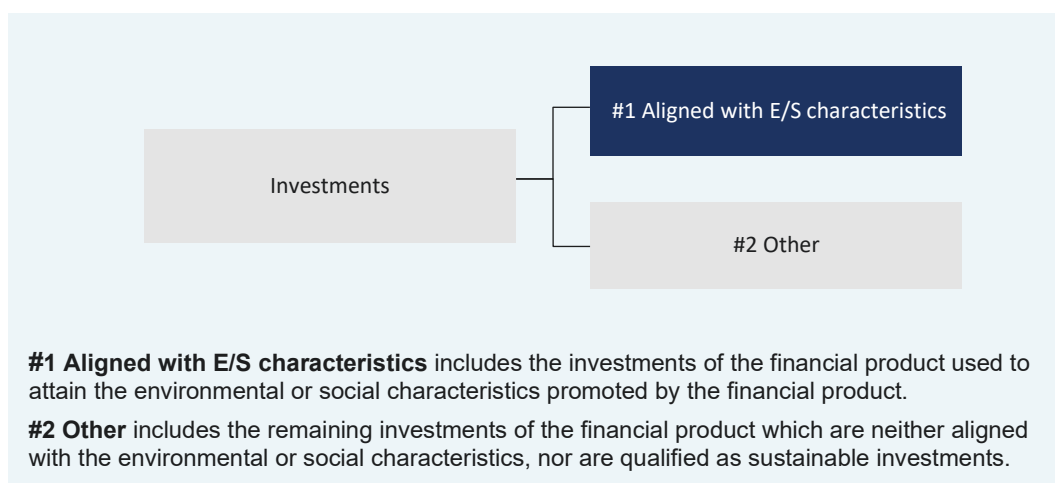 #1 Aligned with E/S characteristics
Investments
#2 Other
#1 Aligned with E/S characteristics includes the investments of the financial product used to
attain the environmental or social characteristics promoted by the financial product.
#2 Other includes the remaining investments of the financial product which are neither aligned
with the environmental or social characteristics, nor are qualified as sustainable investments.